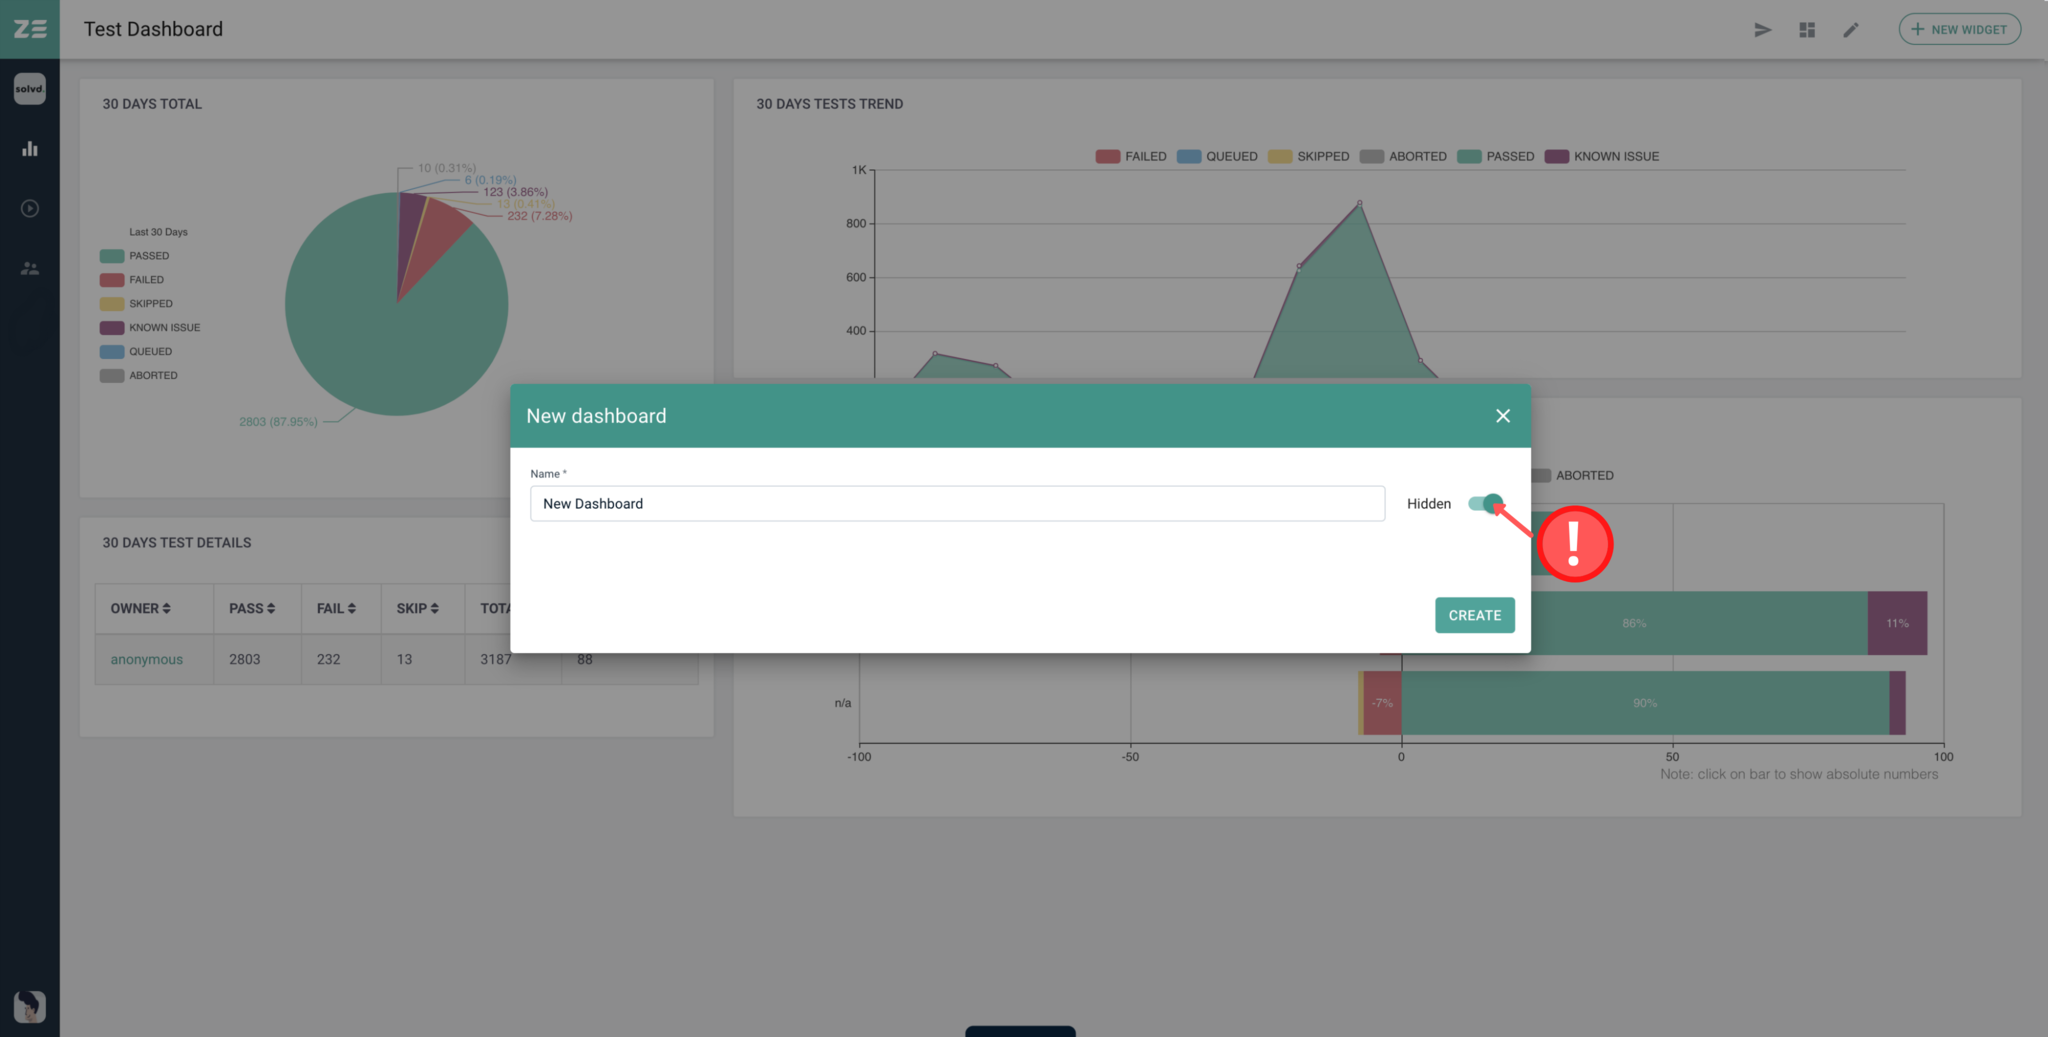 ZE
Test Dashboard
NEW WIDGET
solvd.
30 DAYS TOTAL
10 (0.31%)
6 (0.19%)
123 (3.86%)
13 (0.41%)
232 (7.28%)
Last 30 Days
PASSED
FAILED
SKIPPED
KNOWN ISSUE
QUEUED
ABORTED
2803 (87.95%)
30 DAYS TESTS TREND
FAILED QUEUED SKIPPED ABORTED PASSED KNOWN ISSUE
1K
800
600
400
New dashboard
Name *
New Dashboard
Hidden
!
CREATE
30 DAYS TEST DETAILS
OWNER PASS FAIL SKIP TOTA
anonymous 2803 232 13 3187 88
ABORTED
86% 11%
n/a -7% 90%
-100 -50 0 50 100
Note: click on bar to show absolute numbers